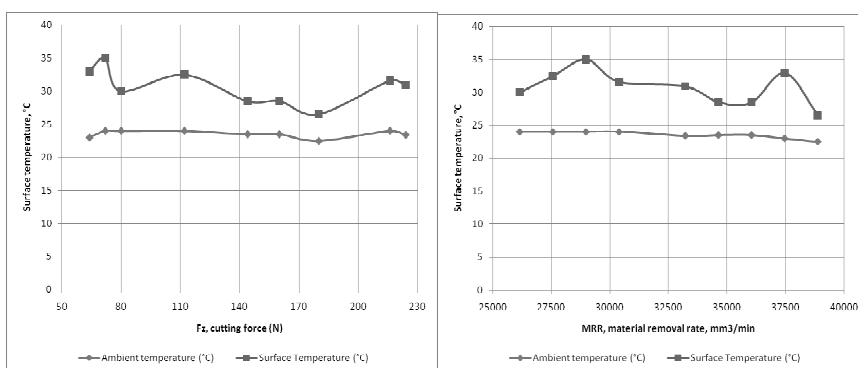 40
35
30
25
20
15
10
5
0
Surface temperature, °C
50 80 110 140 170 200 230
Fz, cutting force (N)
Ambient temperature (°C) Surface Temperature (°C)
40
35
30
25
20
15
10
5
0
Surface temperature, °C
25000 27500 30000 32500 35000 37500 40000
MRR, material removal rate, mm3/min
Ambient temperature (°C) Surface Temperature (°C)